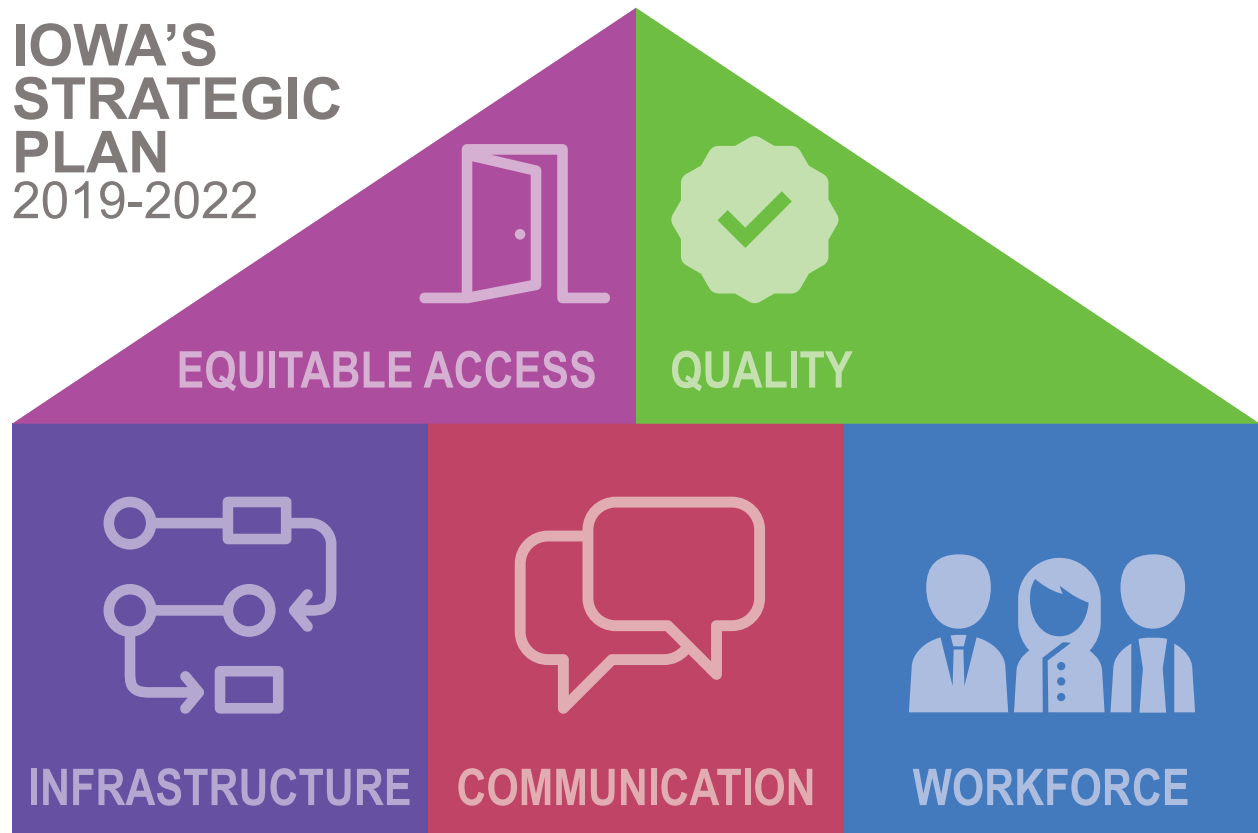 IOWA'S
STRATEGIC
PLAN
2019-2022
EQUITABLE ACCESS
QUALITY
INFRASTRUCTURE
COMMUNICATION
WORKFORCE